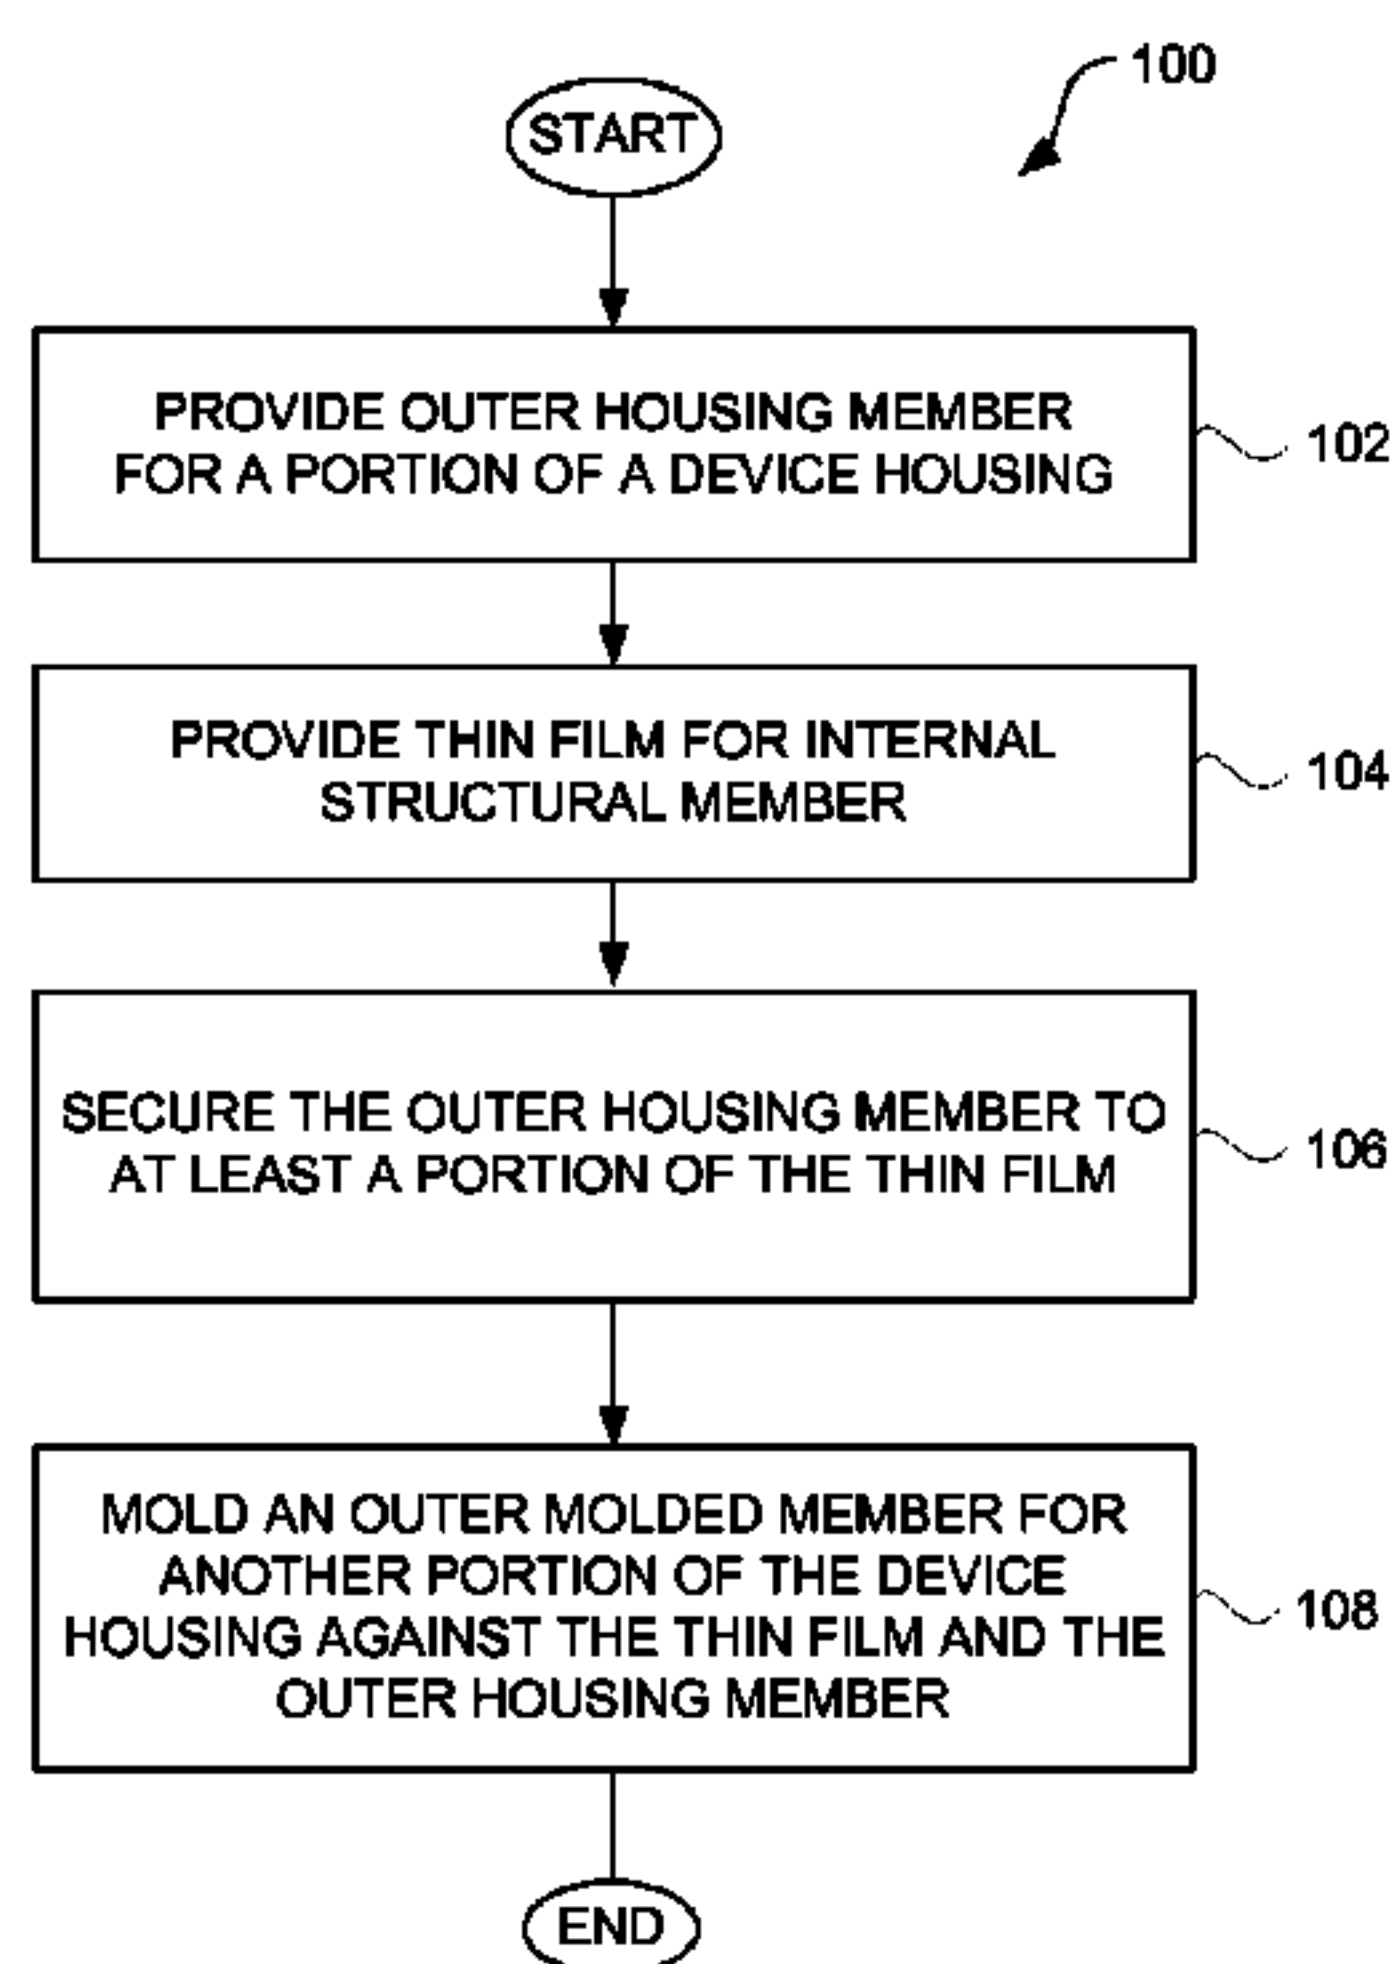 100
START
PROVIDE OUTER HOUSING MEMBER
FOR A PORTION OF A DEVICE HOUSING
102
PROVIDE THIN FILM FOR INTERNAL
STRUCTURAL MEMBER
104
SECURE THE OUTER HOUSING MEMBER TO
AT LEAST A PORTION OF THE THIN FILM
106
MOLD AN OUTER MOLDED MEMBER FOR
ANOTHER PORTION OF THE DEVICE
HOUSING AGAINST THE THIN FILM AND THE
OUTER HOUSING MEMBER
108
END